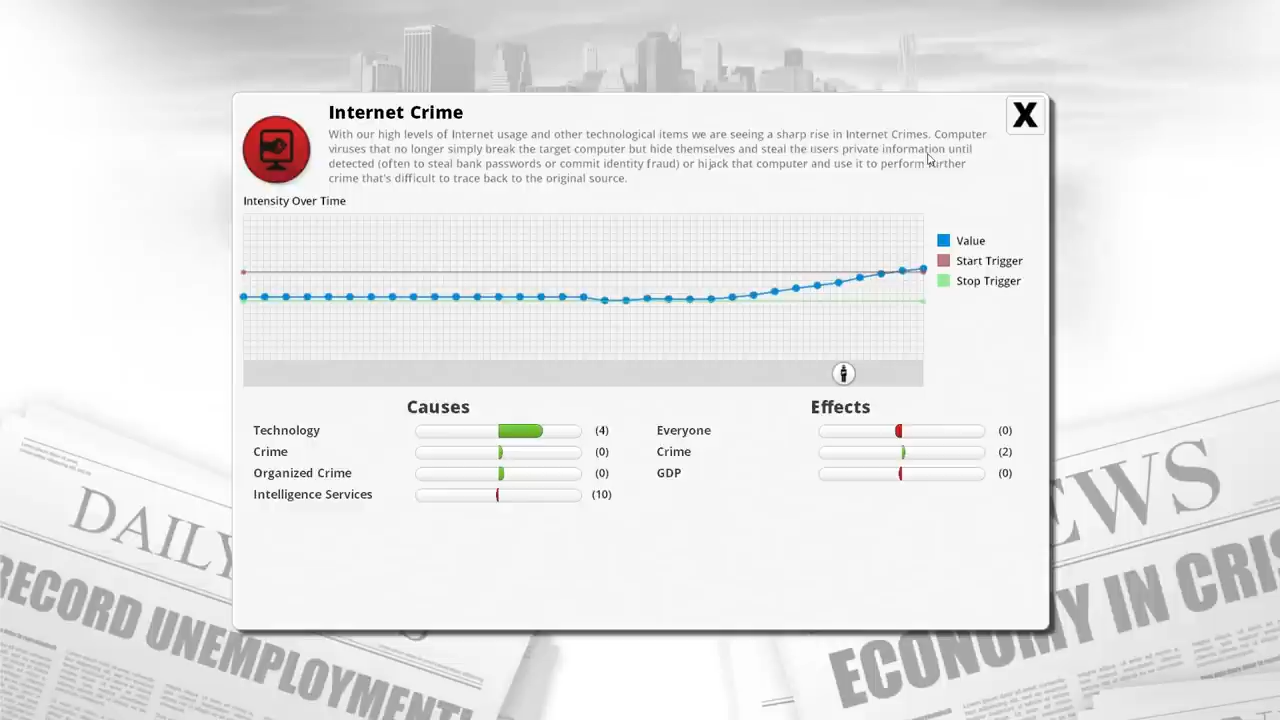 Internet Crime
X
With our high levels of Internet usage and other technological items we are seeing a sharp rise in Internet Crimes. Computer
viruses that no longer simply break the target computer but hide themselves and steal the users private information until
detected (often to steal bank passwords or commit identity fraud) or hijack that computer and use it to perform further
crime that's difficult to trace back to the original source.
Intensity Over Time
Value
Start Trigger
Stop Trigger
Causes
Effects
Technology (4)
Everyone (0)
Crime (0)
Crime (2)
Organized Crime (0)
GDP (0)
Intelligence Services (10)
DAILY
RECORD UNEMPLOYMENT!
EWS
ECONOMY IN CRIS